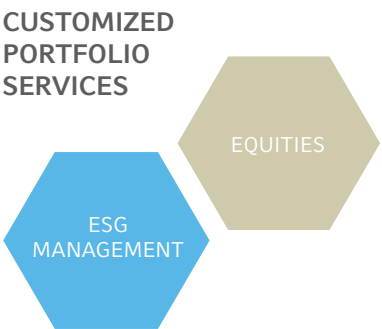 CUSTOMIZED
PORTFOLIO
SERVICES
EQUITIES
ESG
MANAGEMENT